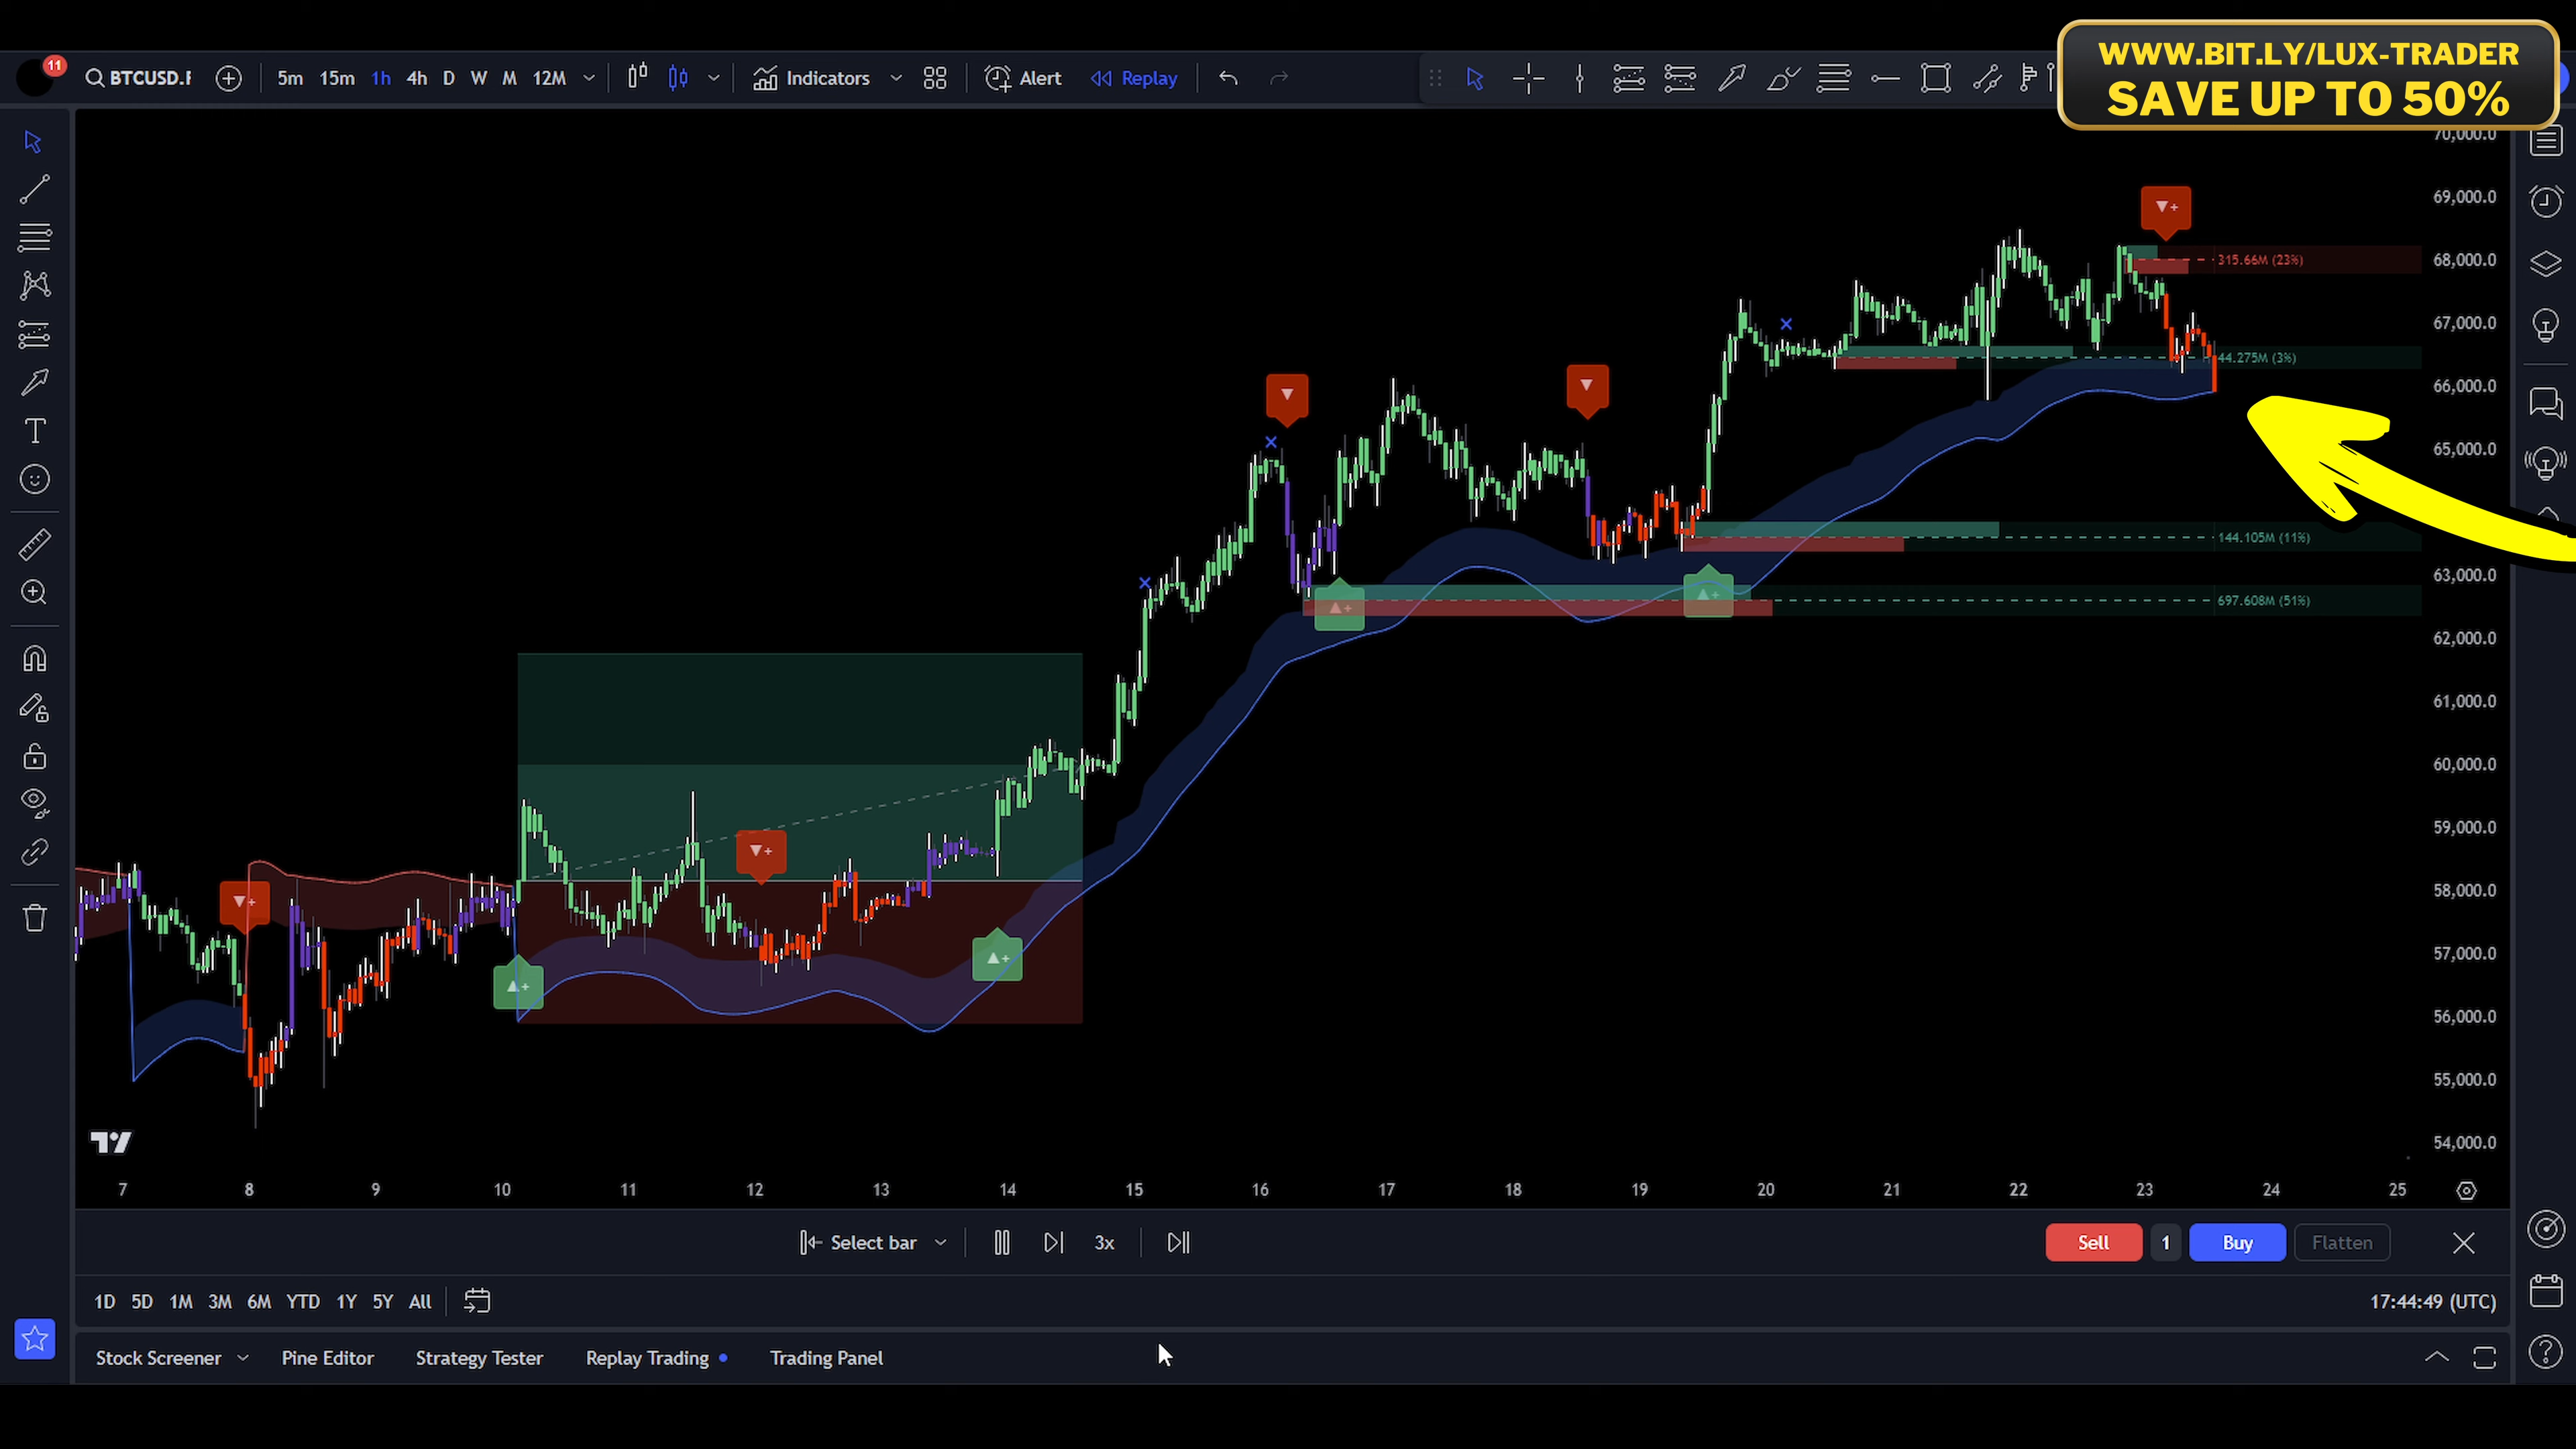 WWW.BIT.LY/LUX-TRADER
SAVE UP TO 50%
11
BTCUSD.F
5m 15m 1h 4h D W M 12M
Indicators
Alert
Replay
70,000.0
69,000.0
315.66M (23%)
68,000.0
67,000.0
44.275M (3%)
66,000.0
65,000.0
144.105M (11%)
63,000.0
697.608M (51%)
62,000.0
61,000.0
60,000.0
59,000.0
58,000.0
57,000.0
56,000.0
55,000.0
54,000.0
7 8 9 10 11 12 13 14 15 16 17 18 19 20 21 22 23 24 25
Select bar
3x
Sell 1 Buy Flatten
1D 5D 1M 3M 6M YTD 1Y 5Y All
17:44:49 (UTC)
Stock Screener Pine Editor Strategy Tester Replay Trading Trading Panel